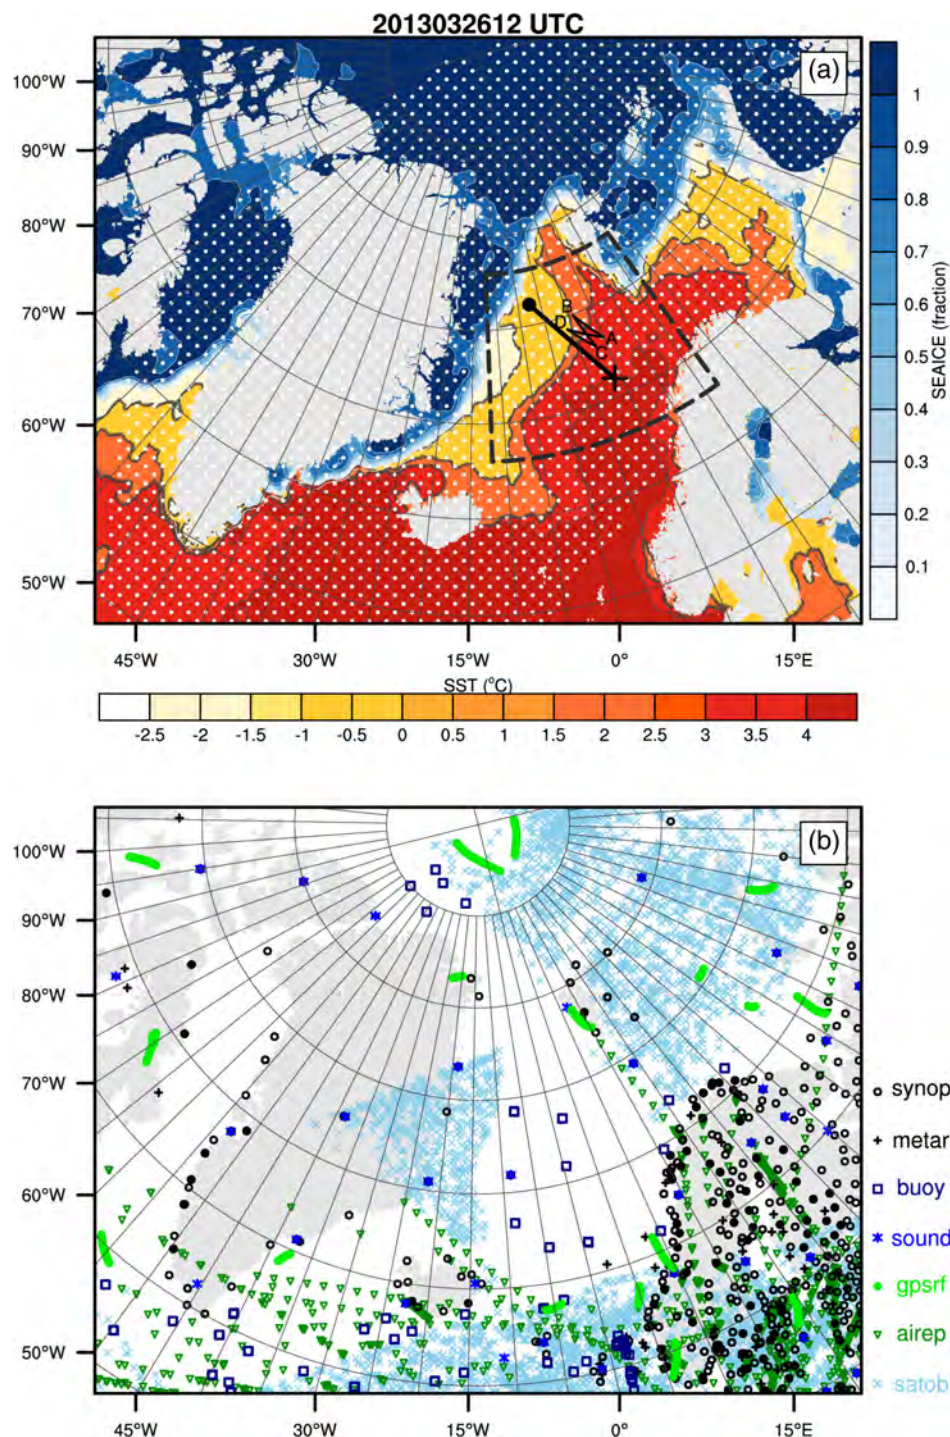 2013032612 UTC
(a)
100°W
90°W
80°W
70°W
60°W
50°W
B
D
A
C
1
0.9
0.8
0.7
0.6
0.5
0.4
0.3
0.2
0.1
SEAICE (fraction)
45°W 30°W 15°W 0° 15°E
SST (°C)
-2.5 -2 -1.5 -1 -0.5 0 0.5 1 1.5 2 2.5 3 3.5 4
(b)
100°W
90°W
80°W
70°W
60°W
50°W
synop
metar
buoy
sound
gpsrf
airep
satob
45°W 30°W 15°W 0° 15°E